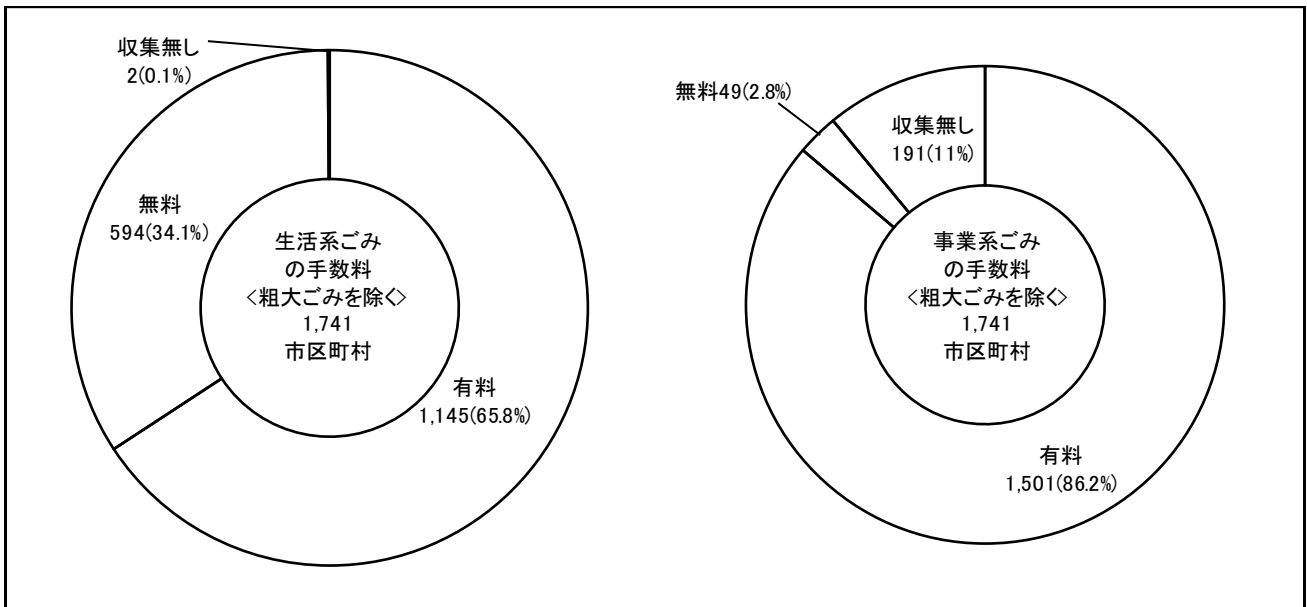 収集無し
2(0.1%)
無料
594(34.1%)
生活系ごみ
の手数料
<粗大ごみを除く>
1,741
市区町村
有料
1,145(65.8%)
無料49(2.8%)
収集無し
191(11%)
事業系ごみ
の手数料
<粗大ごみを除く>
1,741
市区町村
有料
1,501(86.2%)